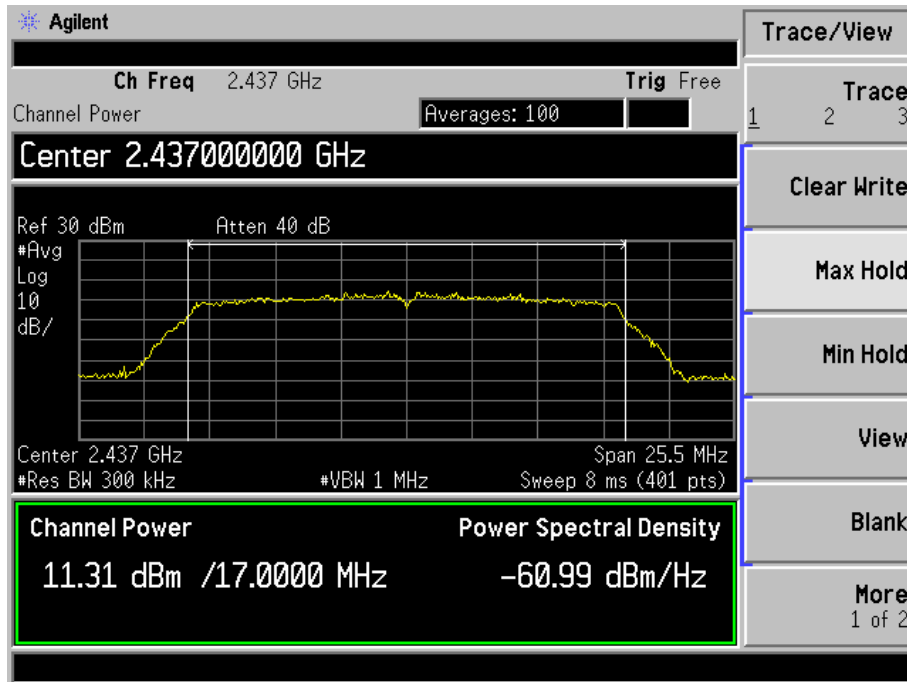 Agilent
Ch Freq 2.437 GHz Trig Free
Channel Power Averages: 100
Center 2.437000000 GHz
Ref 30 dBm Atten 40 dB
#Avg
Log
10
dB/
Center 2.437 GHz Span 25.5 MHz
#Res BW 300 kHz #VBW 1 MHz Sweep 8 ms (401 pts)
Channel Power Power Spectral Density
11.31 dBm /17.0000 MHz -60.99 dBm/Hz
Trace/View
Trace
1 2 3
Clear Write
Max Hold
Min Hold
View
Blank
More
1 of 2